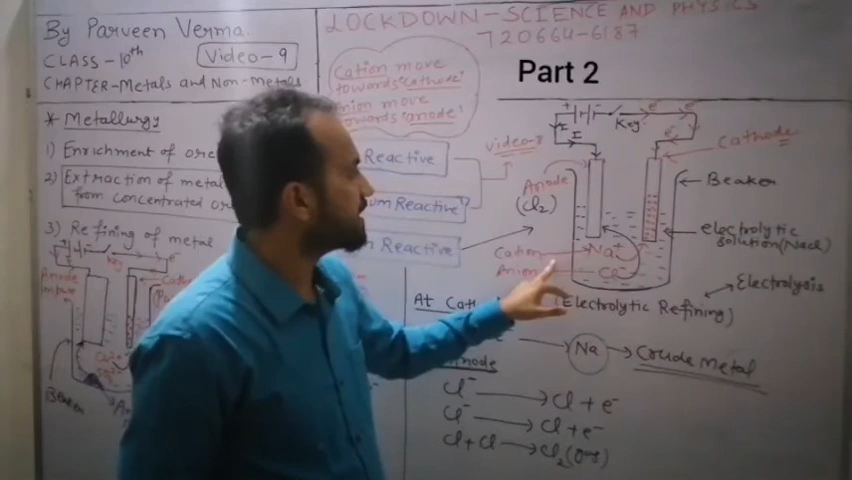 By Parveen Verma
CLASS-10th
Video-9
CHAPTER-Metals and Non-Metals
LOCKDOWN-SCIENCE AND PHYSICS
720664-6187
Part 2
Cation move
towards 'cathode'
Anion move
towards 'anode'
* Metallurgy
1) Enrichment of ore
2) Extraction of metal
from concentrated
3) Refining of metal
Reactive
Reactive
Reactive
video-8
Key
e-
e-
e-
I
I
+
-
Cathode
Anode
(Cl2)
Beaker
electrolytic
solution (NaCl)
Cation
Na+
Anion
Cl-
Electrolysis
(Electrolytic Refining)
Key
e-
Anode
Beaker
At
Na
Crude Metal
Cl- → Cl + e-
Cl- → Cl + e-
Cl + Cl → Cl2